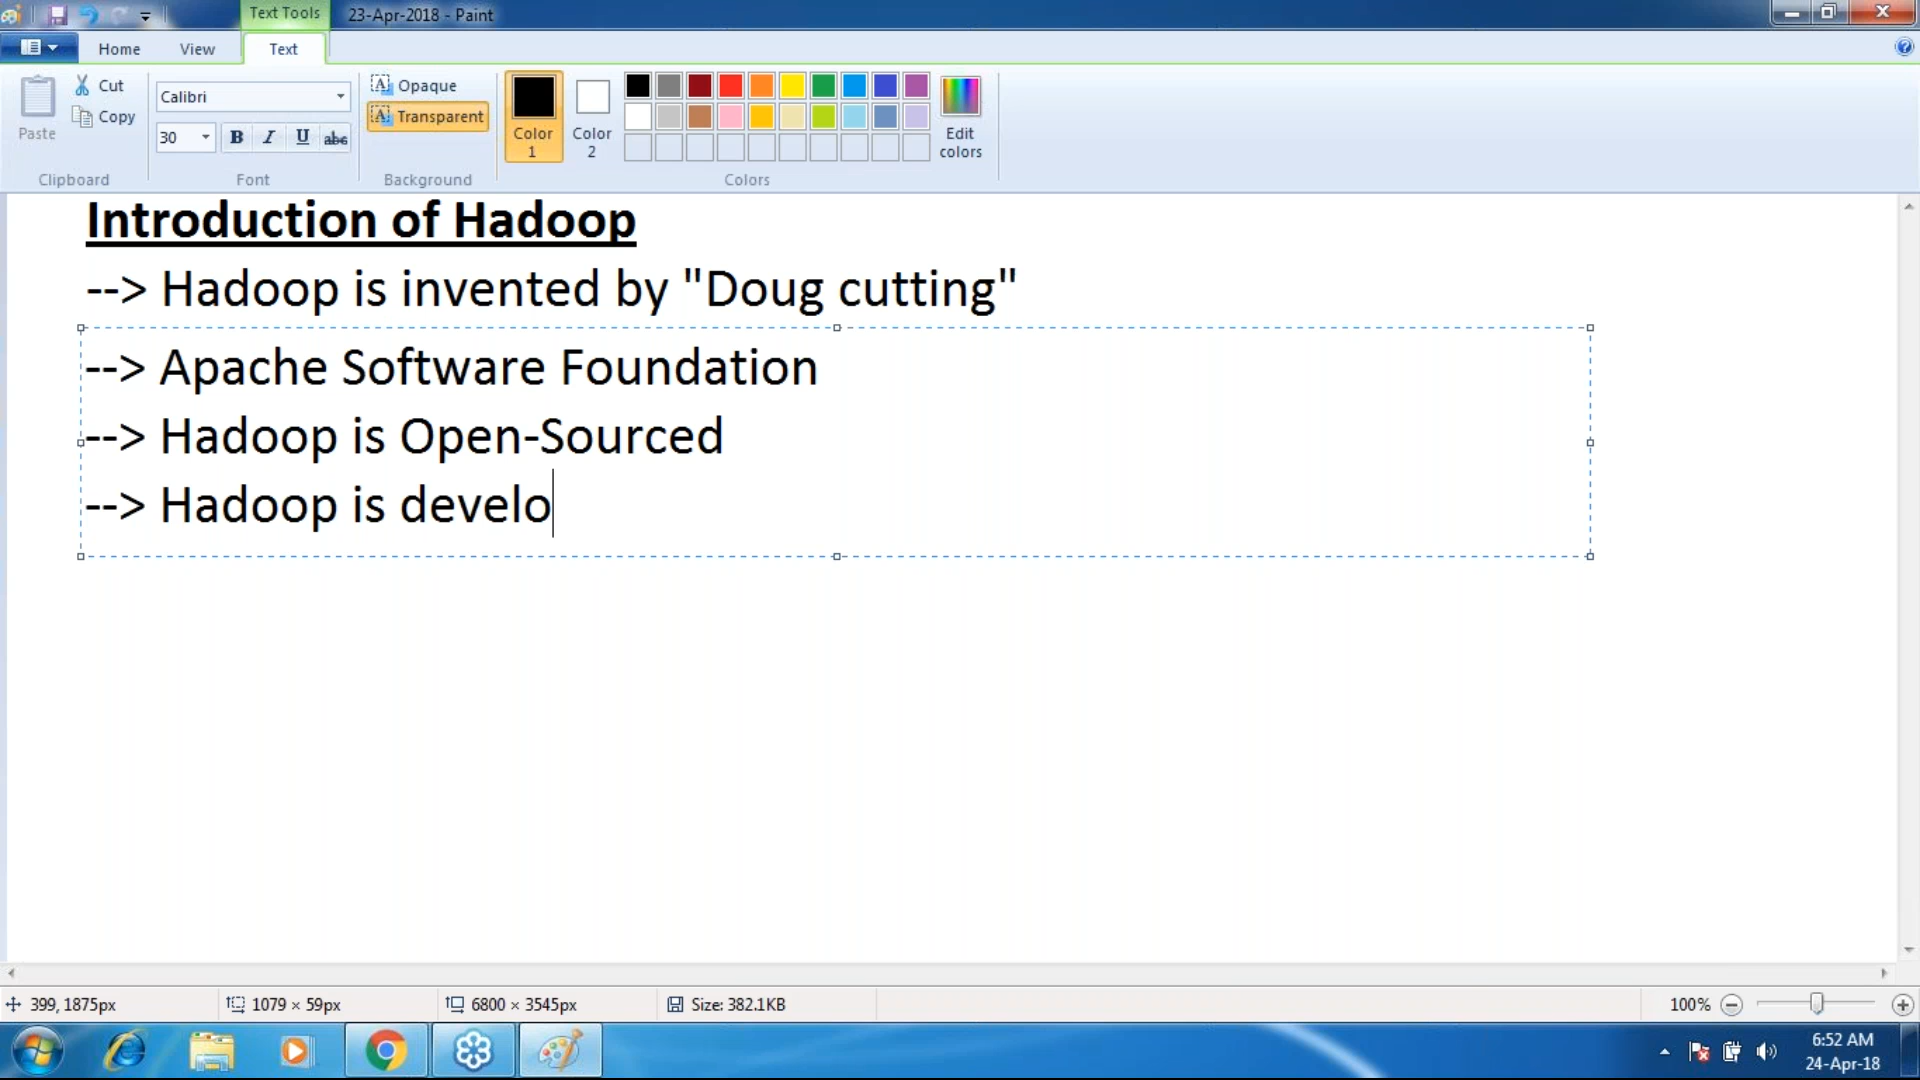 Text Tools
23-Apr-2018 - Paint
Home View Text
Paste
Cut
Copy
Clipboard
Calibri
30 B I U abc
Font
Opaque
Transparent
Background
Color 1
Color 2
Edit colors
Colors
Introduction of Hadoop
--> Hadoop is invented by "Doug cutting"
--> Apache Software Foundation
--> Hadoop is Open-Sourced
--> Hadoop is develo
399, 1875px
1079 × 59px
6800 × 3545px
Size: 382.1KB
100%
6:52 AM
24-Apr-18